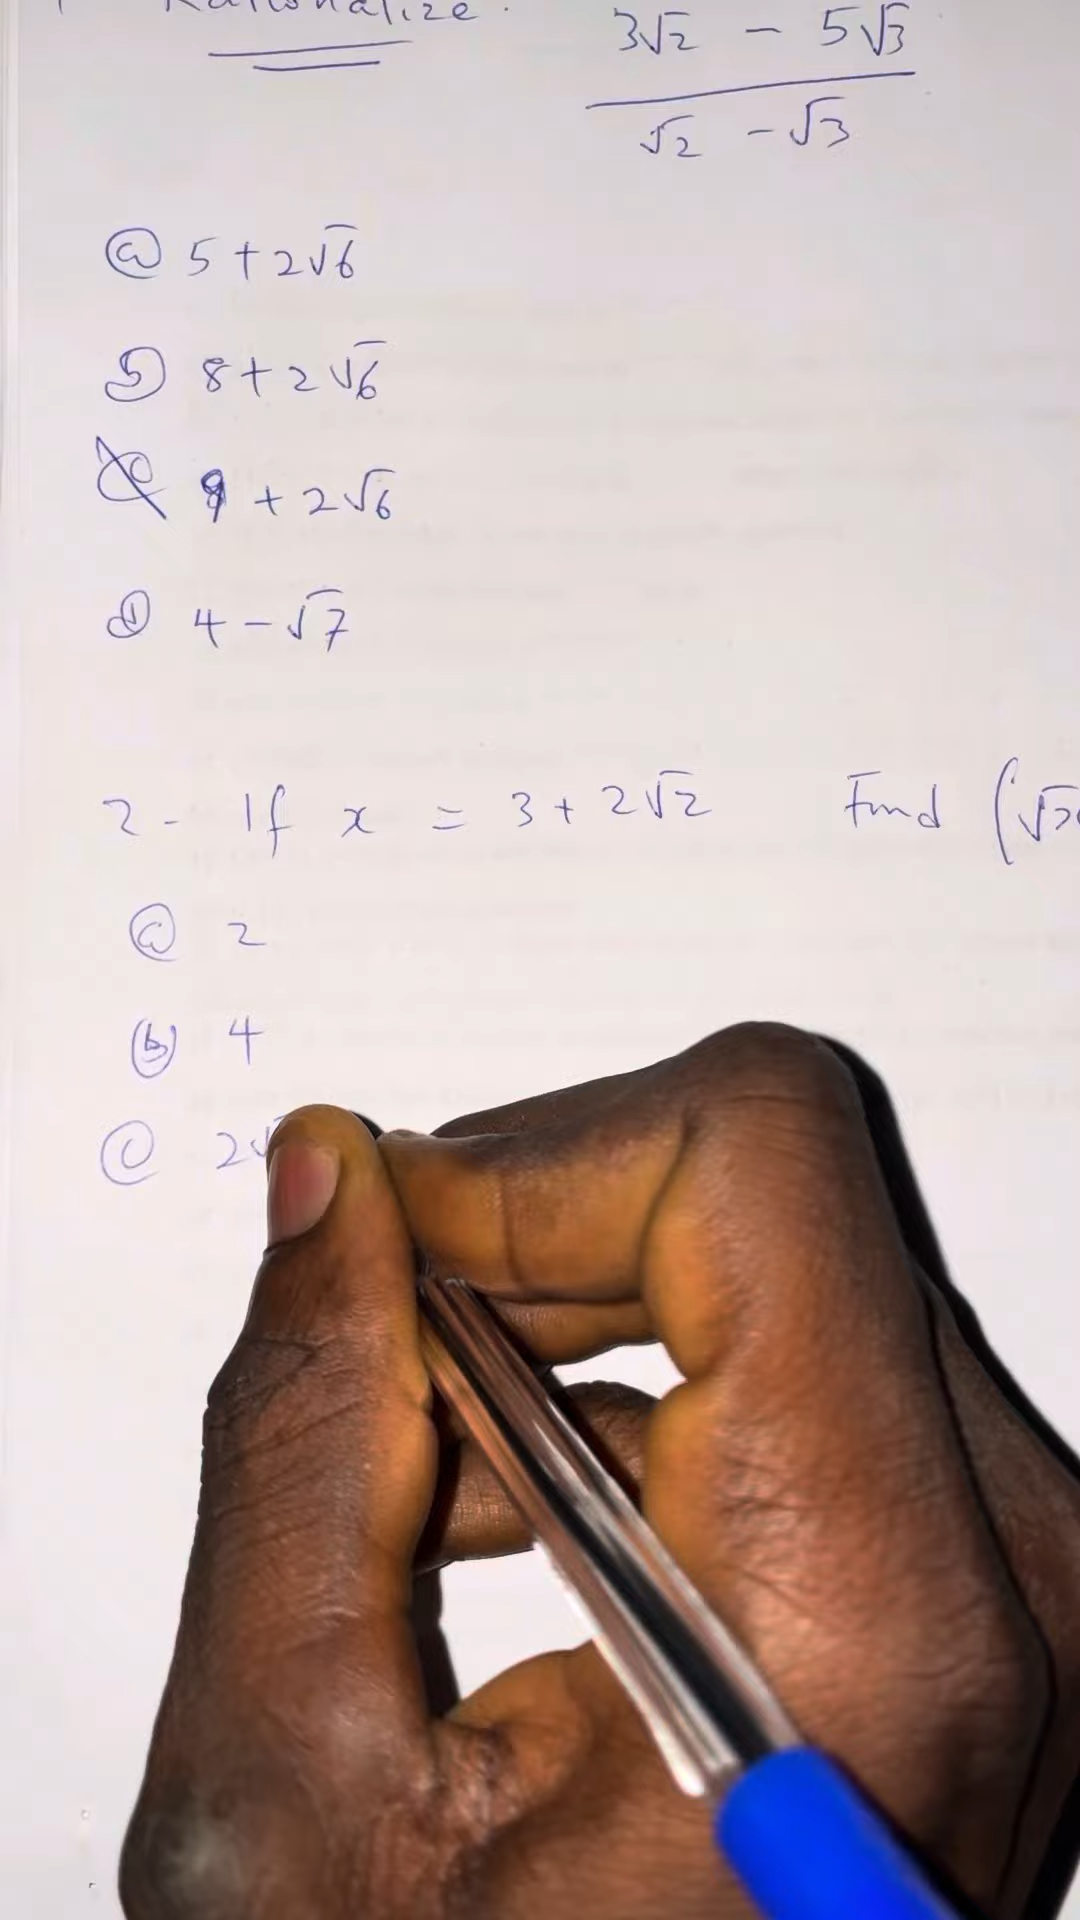 Rationalize. 3√2 - 5√3
√2 - √3
a 5 + 2√6
b 8 + 2√6
c 9 + 2√6
d 4 - √7
2- If x = 3 + 2√2 Find (√x
a 2
b 4
c 2√